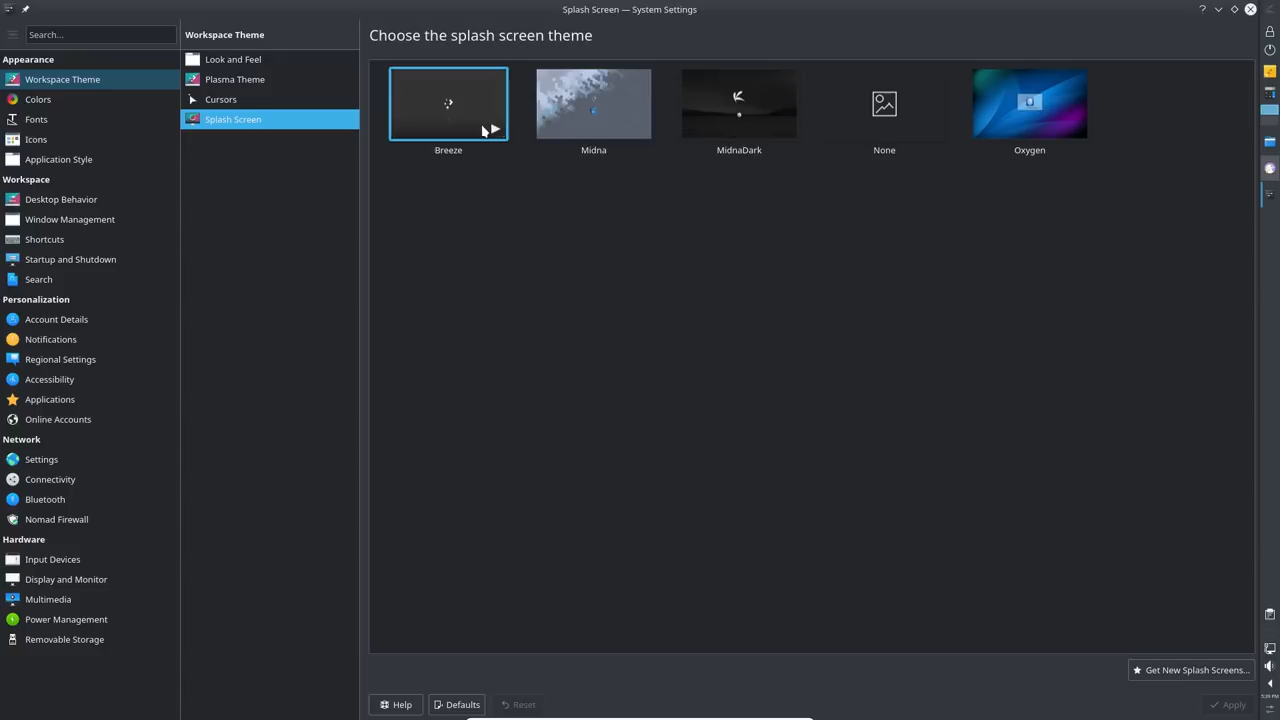 Splash Screen — System Settings
Search...
Appearance
Workspace Theme
Colors
Fonts
Icons
Application Style
Workspace
Desktop Behavior
Window Management
Shortcuts
Startup and Shutdown
Search
Personalization
Account Details
Notifications
Regional Settings
Accessibility
Applications
Online Accounts
Network
Settings
Connectivity
Bluetooth
Nomad Firewall
Hardware
Input Devices
Display and Monitor
Multimedia
Power Management
Removable Storage
Workspace Theme
Look and Feel
Plasma Theme
Cursors
Splash Screen
Choose the splash screen theme
Breeze
Midna
MidnaDark
None
Oxygen
Get New Splash Screens...
Help
Defaults
Reset
Apply
5:39 PM